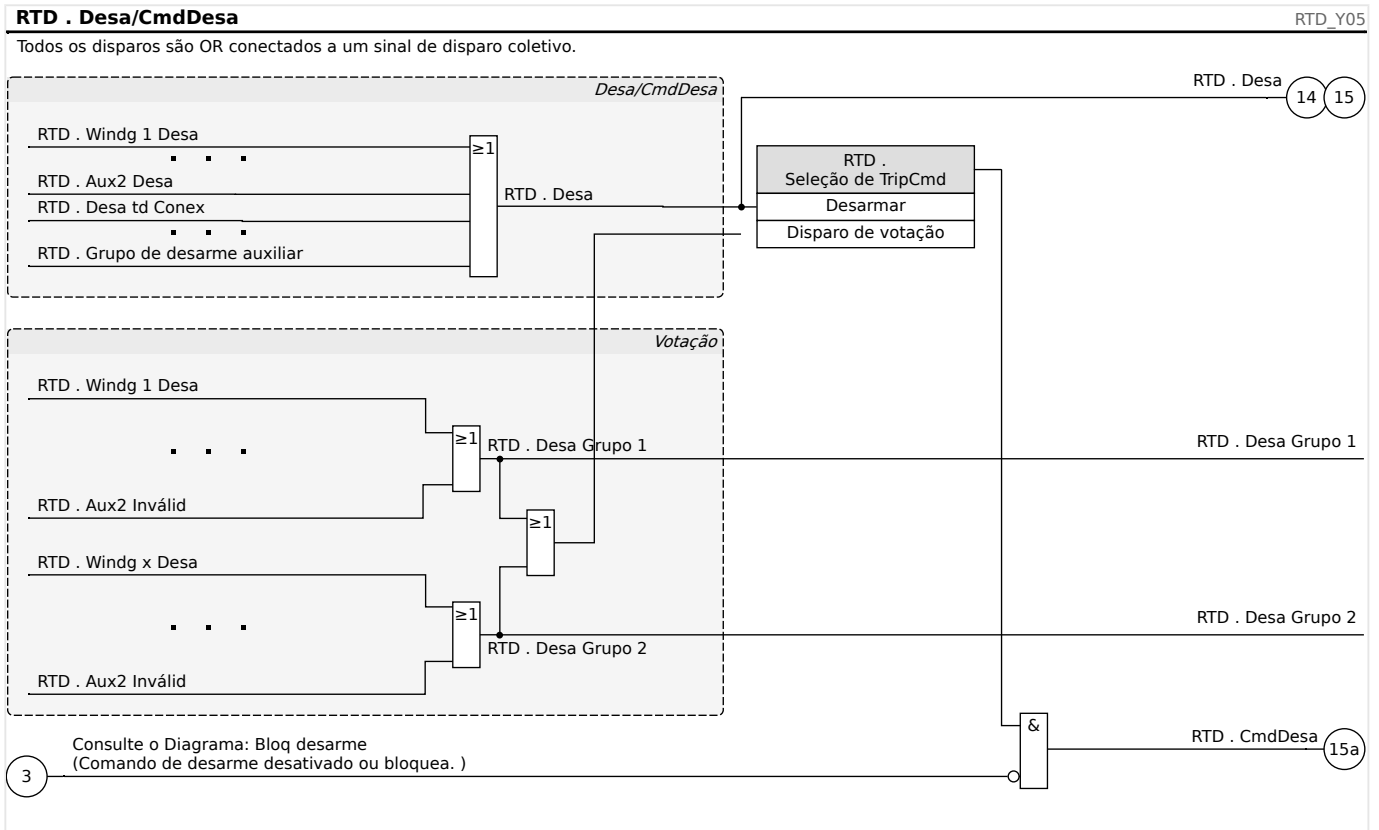 RTD . Desa/CmdDesa
RTD_Y05
Todos os disparos são OR conectados a um sinal de disparo coletivo.
Desa/CmdDesa
RTD . Desa
14
15
RTD . Windg 1 Desa
≥1
RTD .
Seleção de TripCmd
RTD . Aux2 Desa
RTD . Desa
Desarmar
RTD . Desa td Conex
Disparo de votação
RTD . Grupo de desarme auxiliar
Votação
RTD . Windg 1 Desa
≥1
RTD . Desa Grupo 1
RTD . Desa Grupo 1
RTD . Aux2 Inválid
≥1
RTD . Windg x Desa
≥1
RTD . Desa Grupo 2
RTD . Desa Grupo 2
RTD . Aux2 Inválid
&
RTD . CmdDesa
15a
Consulte o Diagrama: Bloq desarme
(Comando de desarme desativado ou bloquea. )
3